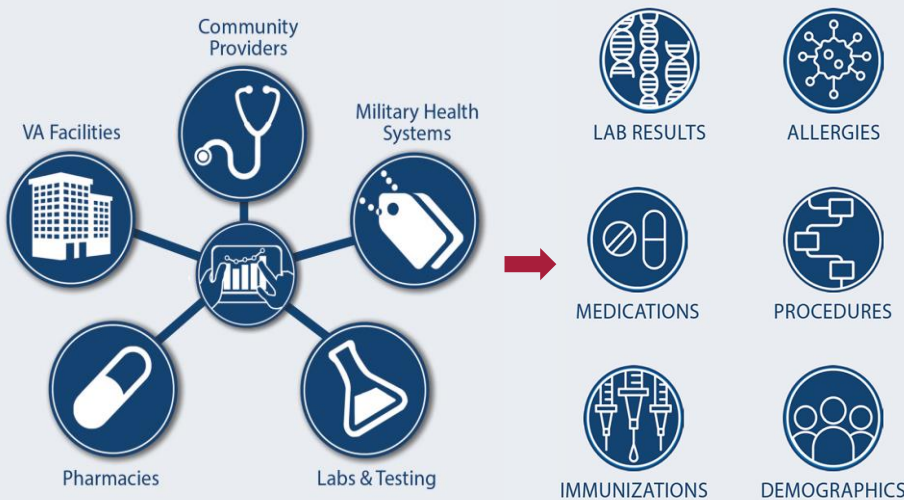 Community
Providers
VA Facilities
Military Health
Systems
Pharmacies
Labs & Testing
LAB RESULTS
ALLERGIES
MEDICATIONS
PROCEDURES
IMMUNIZATIONS
DEMOGRAPHICS